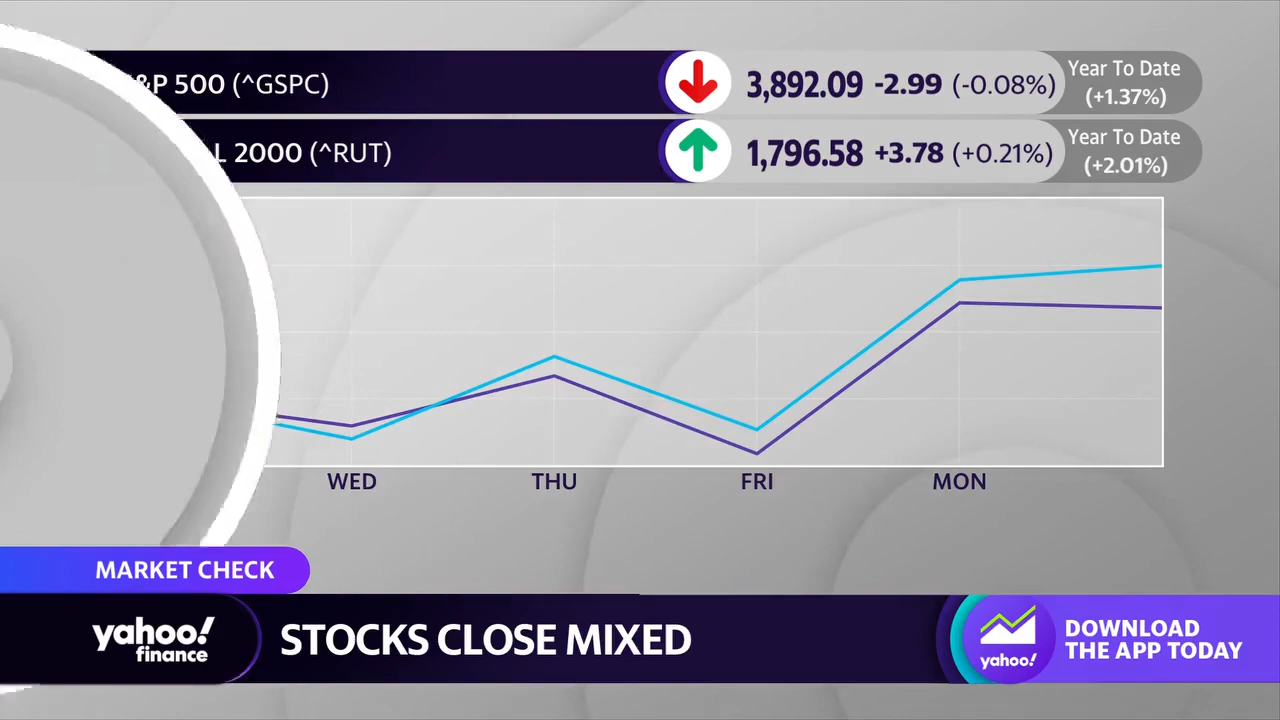 &P 500 (^GSPC) 3,892.09 -2.99 (-0.08%) Year To Date
(+1.37%)
L 2000 (^RUT) 1,796.58 +3.78 (+0.21%) Year To Date
(+2.01%)
WED THU FRI MON
MARKET CHECK
yahoo!
finance
STOCKS CLOSE MIXED
yahoo!
DOWNLOAD
THE APP TODAY